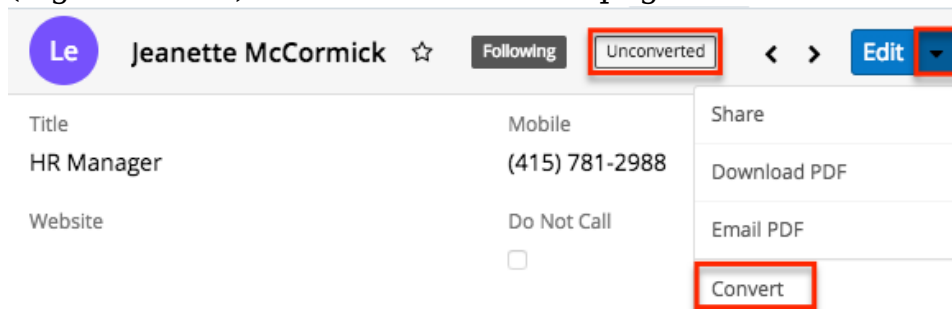 Le Jeanette McCormick ☆ Following Unconverted < > Edit
Title Mobile Share
HR Manager (415) 781-2988 Download PDF
Website Do Not Call Email PDF
Convert